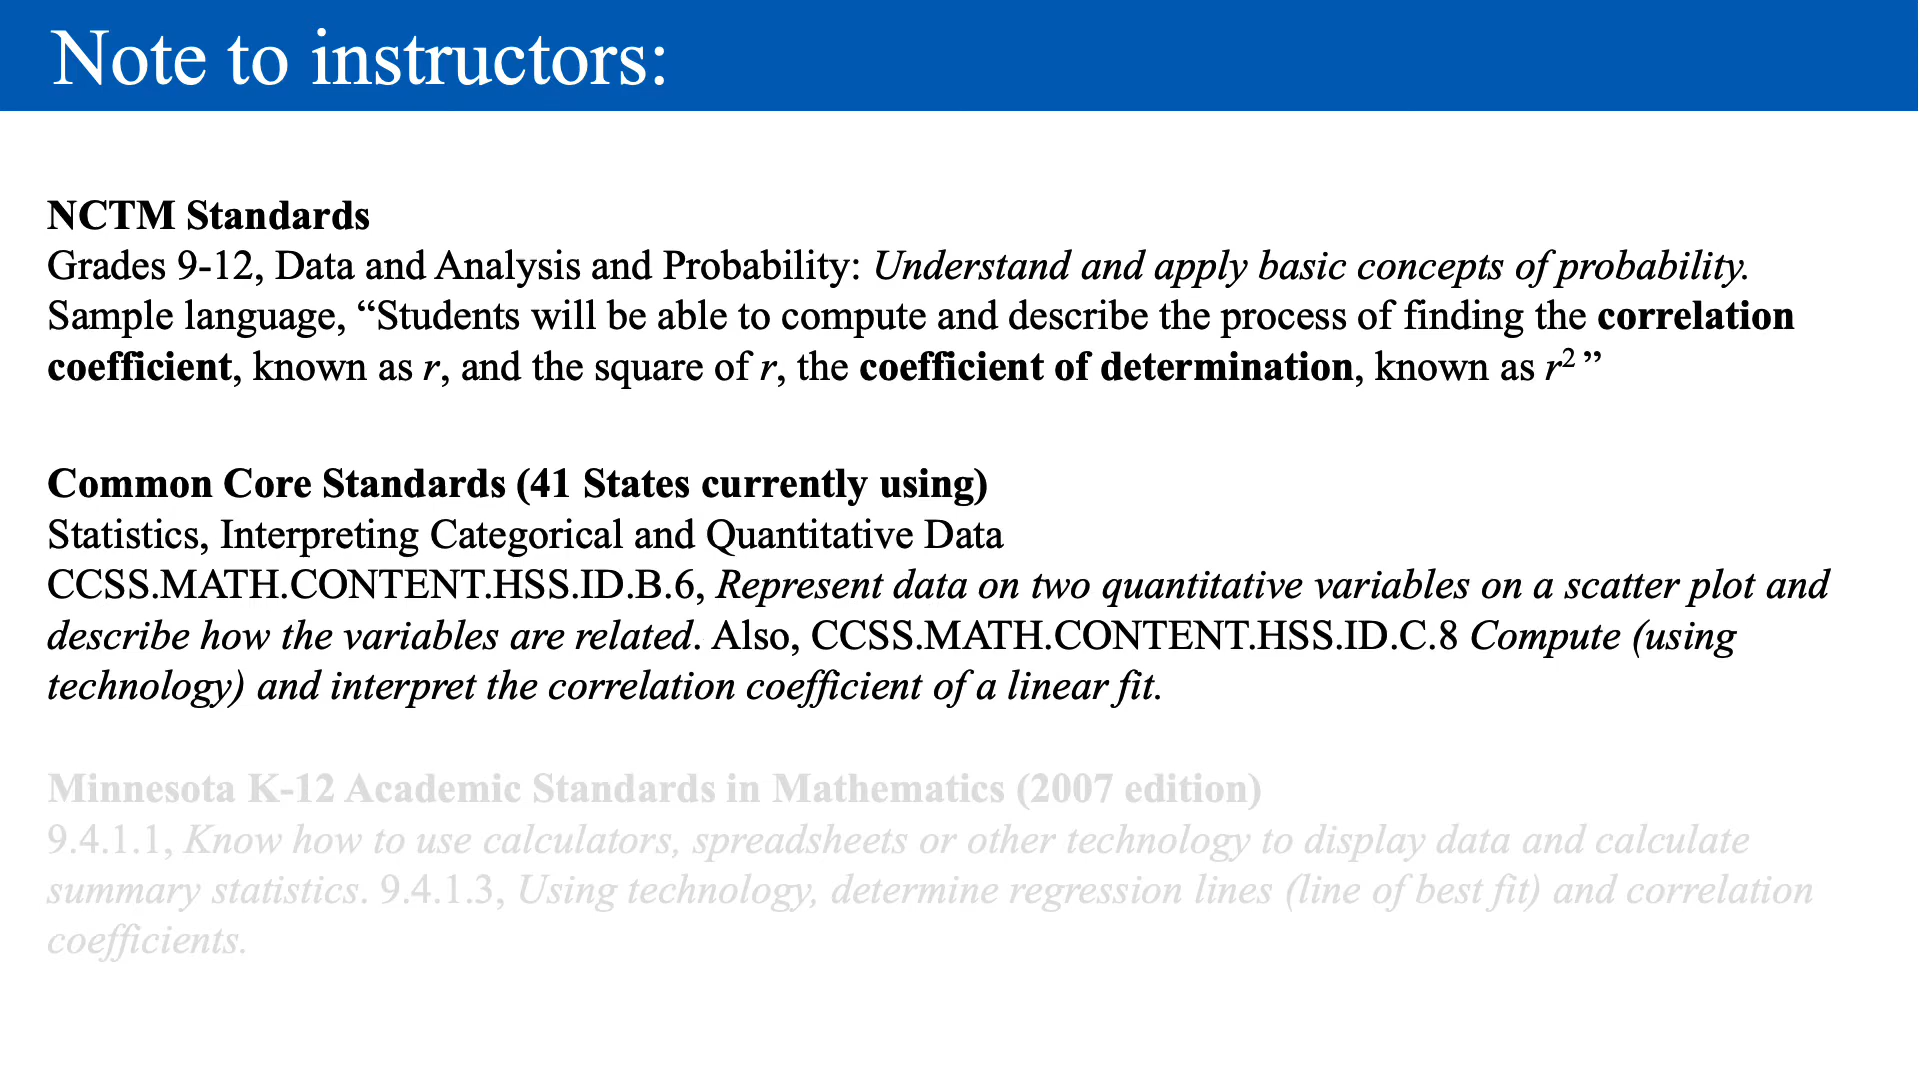 Note to instructors:
NCTM Standards
Grades 9-12, Data and Analysis and Probability: Understand and apply basic concepts of probability.
Sample language, “Students will be able to compute and describe the process of finding the correlation
coefficient, known as r, and the square of r, the coefficient of determination, known as r² ”
Common Core Standards (41 States currently using)
Statistics, Interpreting Categorical and Quantitative Data
CCSS.MATH.CONTENT.HSS.ID.B.6, Represent data on two quantitative variables on a scatter plot and
describe how the variables are related. Also, CCSS.MATH.CONTENT.HSS.ID.C.8 Compute (using
technology) and interpret the correlation coefficient of a linear fit.
Minnesota K-12 Academic Standards in Mathematics (2007 edition)
9.4.1.1, Know how to use calculators, spreadsheets or other technology to display data and calculate
summary statistics. 9.4.1.3, Using technology, determine regression lines (line of best fit) and correlation
coefficients.